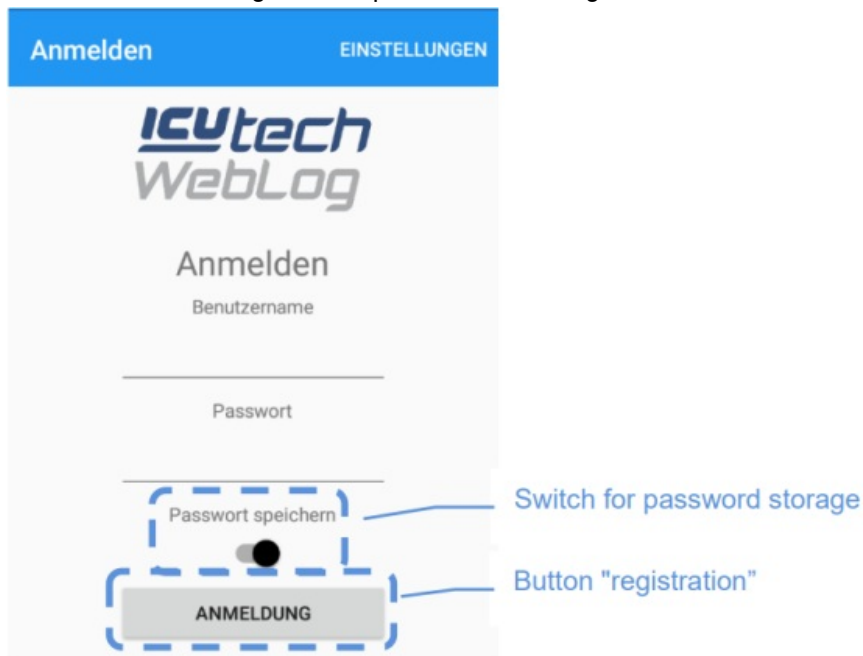 Anmelden EINSTELLUNGEN
ICUtech
WebLog
Anmelden
Benutzername
Passwort
Passwort speichern
Switch for password storage
ANMELDUNG
Button "registration”